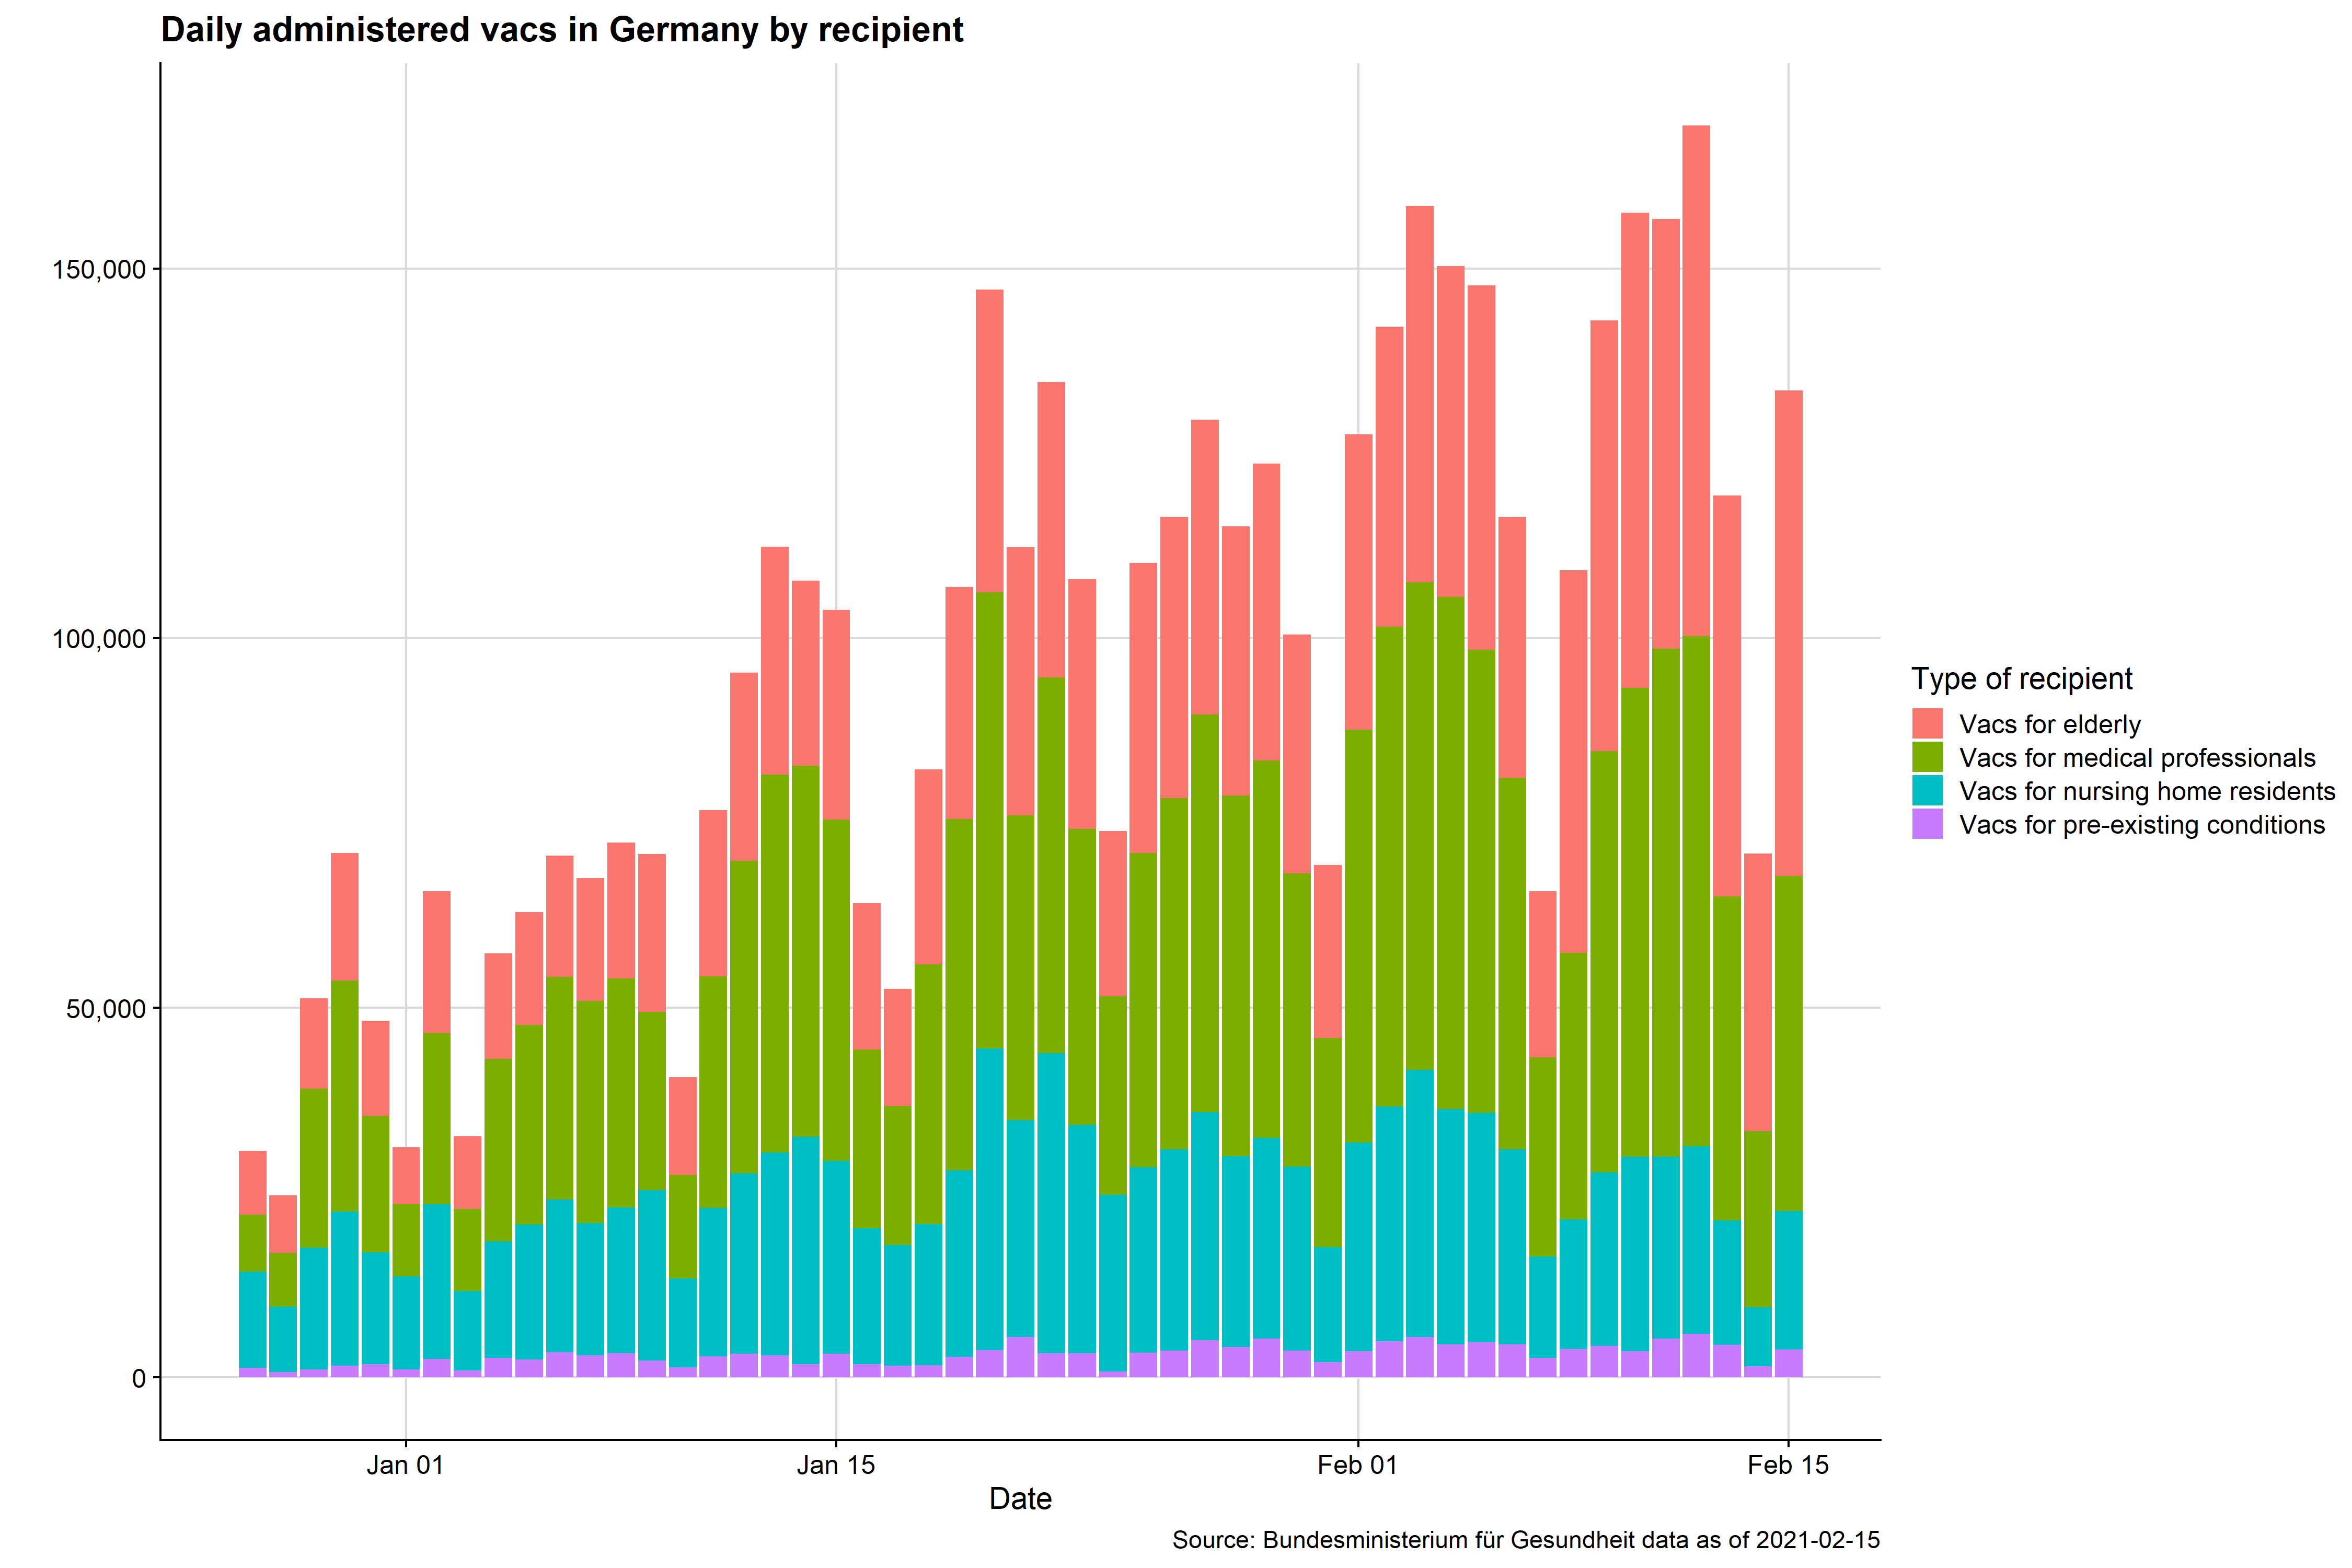 Daily administered vacs in Germany by recipient
150,000
100,000
50,000
0
Jan 01
Jan 15
Feb 01
Feb 15
Date
Type of recipient
Vacs for elderly
Vacs for medical professionals
Vacs for nursing home residents
Vacs for pre-existing conditions
Source: Bundesministerium für Gesundheit data as of 2021-02-15